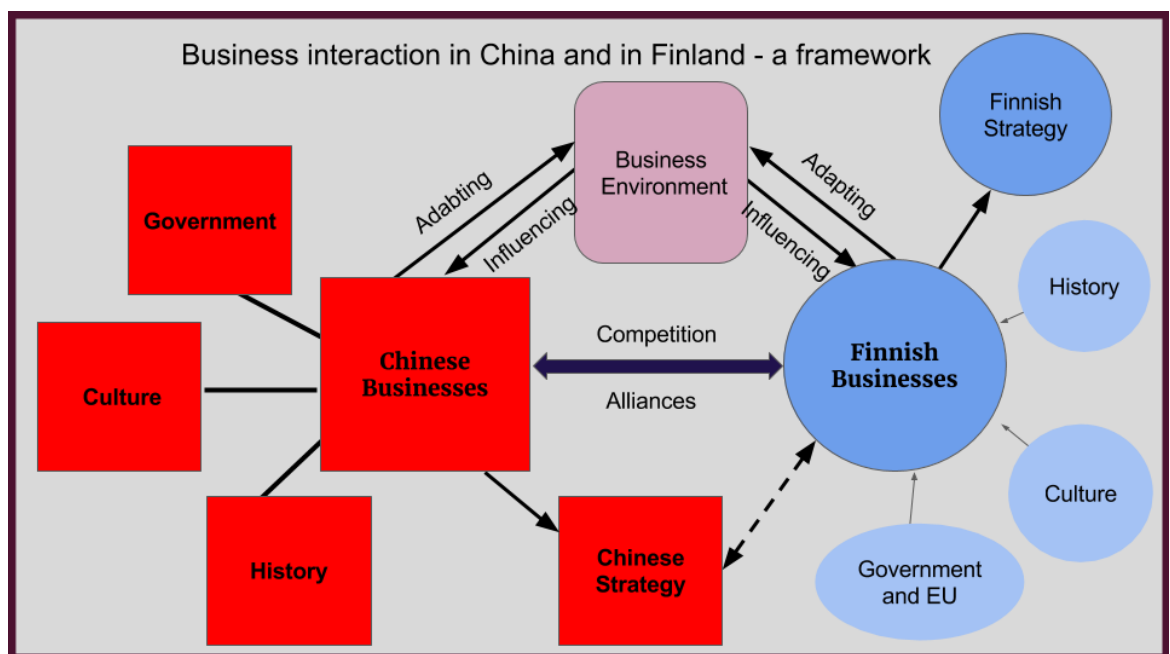 Business interaction in China and in Finland - a framework
Finnish
Strategy
Business
Environment
Government
Adabting
Influencing
Adapting
Influencing
History
Chinese
Businesses
Competition
Alliances
Finnish
Businesses
Culture
Culture
History
Chinese
Strategy
Government
and EU